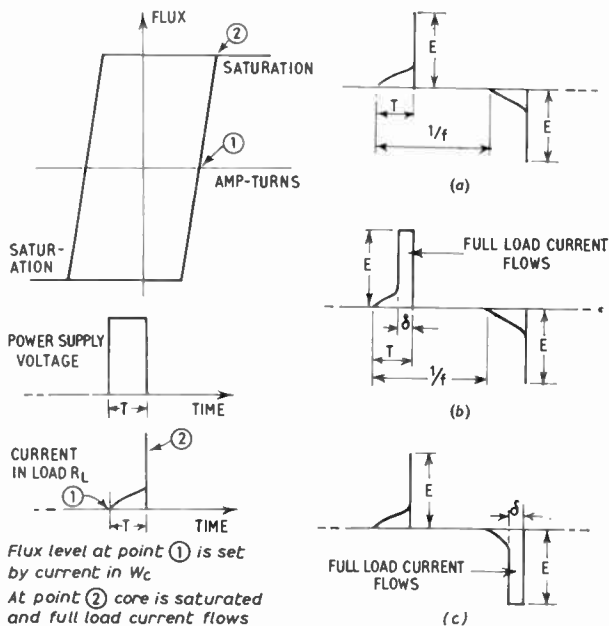 FLUX
②
SATURATION
①
AMP-TURNS
SATUR-
ATION
POWER SUPPLY
VOLTAGE
T
TIME
②
CURRENT
IN LOAD RL
①
T
TIME
Flux level at point ① is set
by current in Wc
At point ② core is saturated
and full load current flows
E
T
1/f
E
(a)
FULL LOAD CURRENT
FLOWS
E
δ
T
1/f
E
(b)
E
δ
FULL LOAD CURRENT
FLOWS
E
(c)